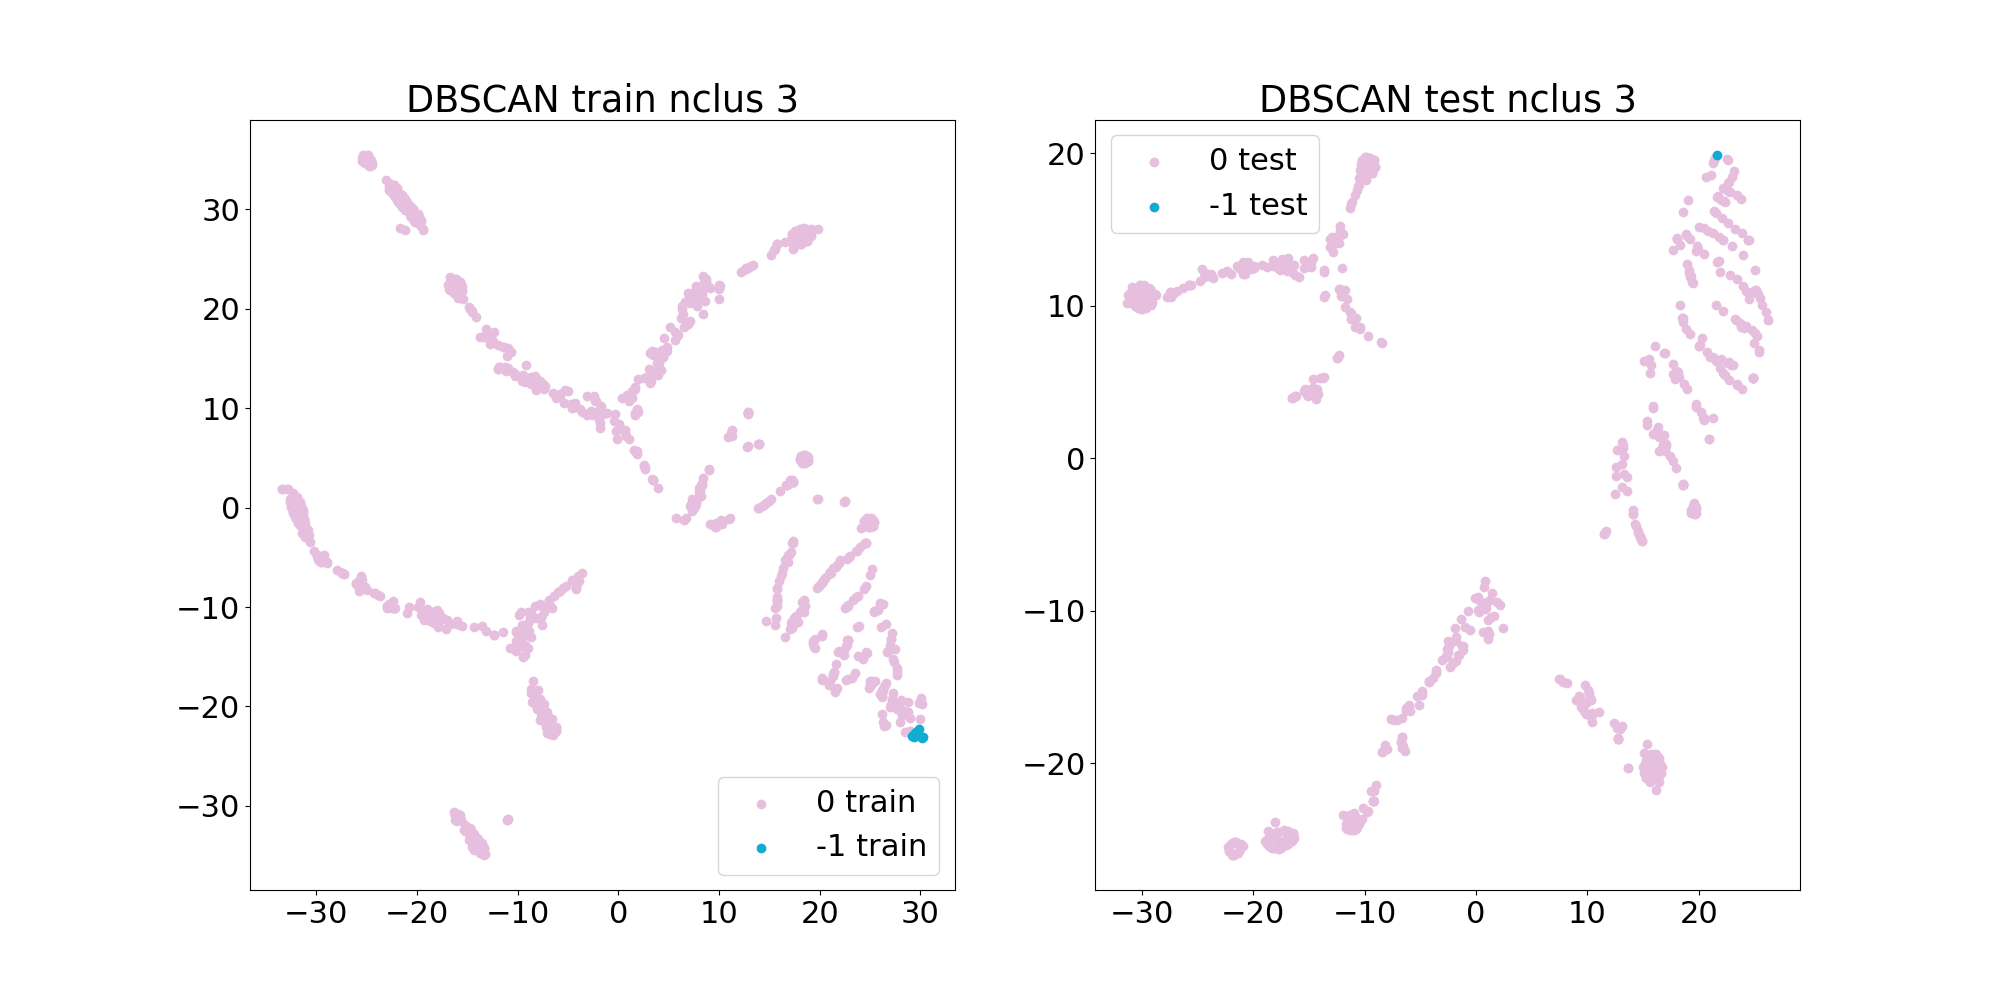 DBSCAN train nclus 3
30
20
10
0
−10
−20
−30
−30 −20 −10 0 10 20 30
0 train
-1 train
DBSCAN test nclus 3
20
10
0
−10
−20
−30 −20 −10 0 10 20
0 test
-1 test